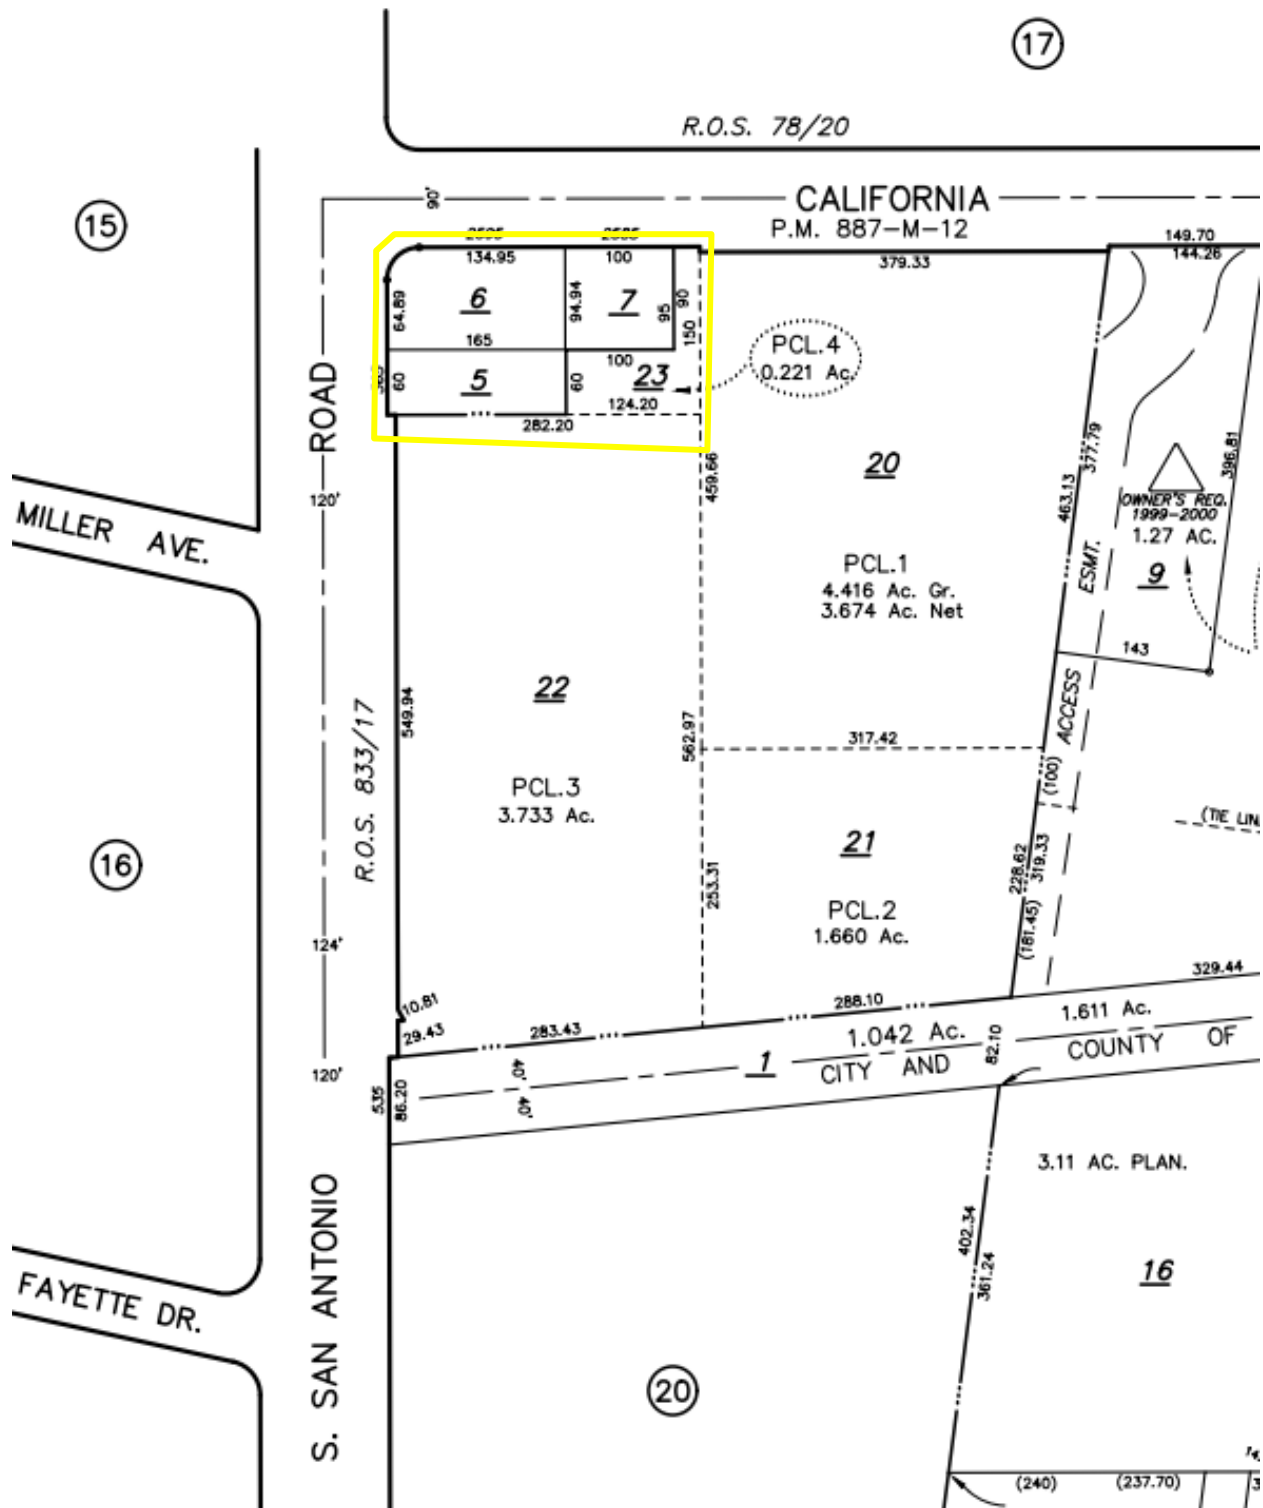 17
R.O.S. 78/20
15
90'
CALIFORNIA
P.M. 887-M-12
2595
2585
149.70
134.95
100
379.33
144.26
6
7
64.89
94.94
95
90
150
165
100
PCL.4
0.221 Ac.
5
23
60
60
124.20
282.20
ROAD
20
459.66
463.13
377.79
396.81
OWNER'S REQ.
1999-2000
1.27 AC.
9
120'
MILLER AVE.
PCL.1
4.416 Ac. Gr.
3.674 Ac. Net
ESMT.
143
ACCESS
22
549.94
R.O.S. 833/17
562.97
317.42
(100)
PCL.3
3.733 Ac.
(TIE
16
21
228.62
319.33
253.31
PCL.2
1.660 Ac.
(181.45)
124'
329.44
10.81
29.43
283.43
288.10
1.042 Ac.
1.611 Ac.
82.10
1
CITY AND
COUNTY OF
120'
40'
40'
535
86.20
3.11 AC. PLAN.
S. SAN ANTONIO
402.34
361.24
16
FAYETTE DR.
20
(240)
(237.70)